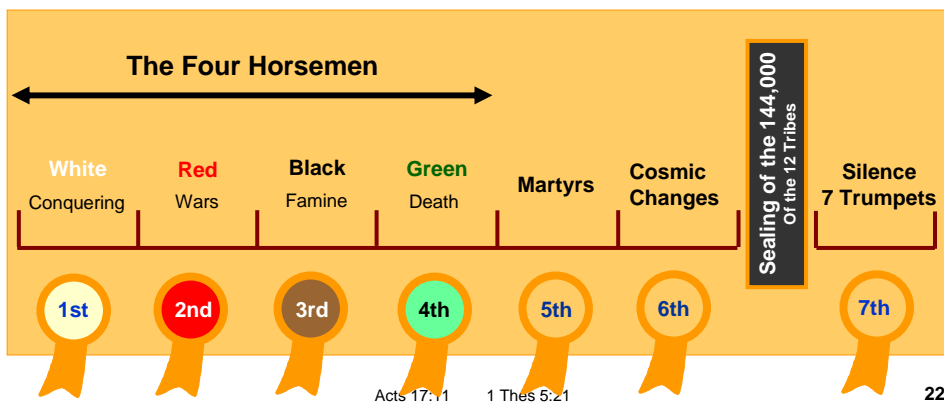 The Four Horsemen
Sealing of the 144,000
Of the 12 Tribes
White
Conquering
Red
Wars
Black
Famine
Green
Death
Martyrs
Cosmic
Changes
Silence
7 Trumpets
1st
2nd
3rd
4th
5th
6th
7th
Acts 17:11 1 Thes 5:21
22